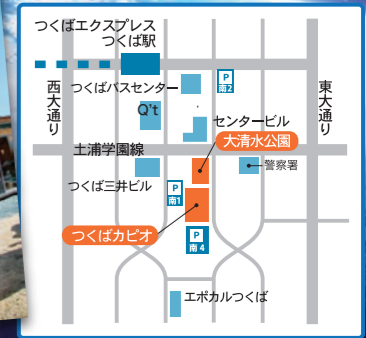 つくばエクスプレス
つくば駅
P
南2
つくばバスセンター
Q't
西大通り
東大通り
センタービル
大清水公園
土浦学園線
警察署
つくば三井ビル
P
南1
つくばカピオ
P
南4
エポカルつくば